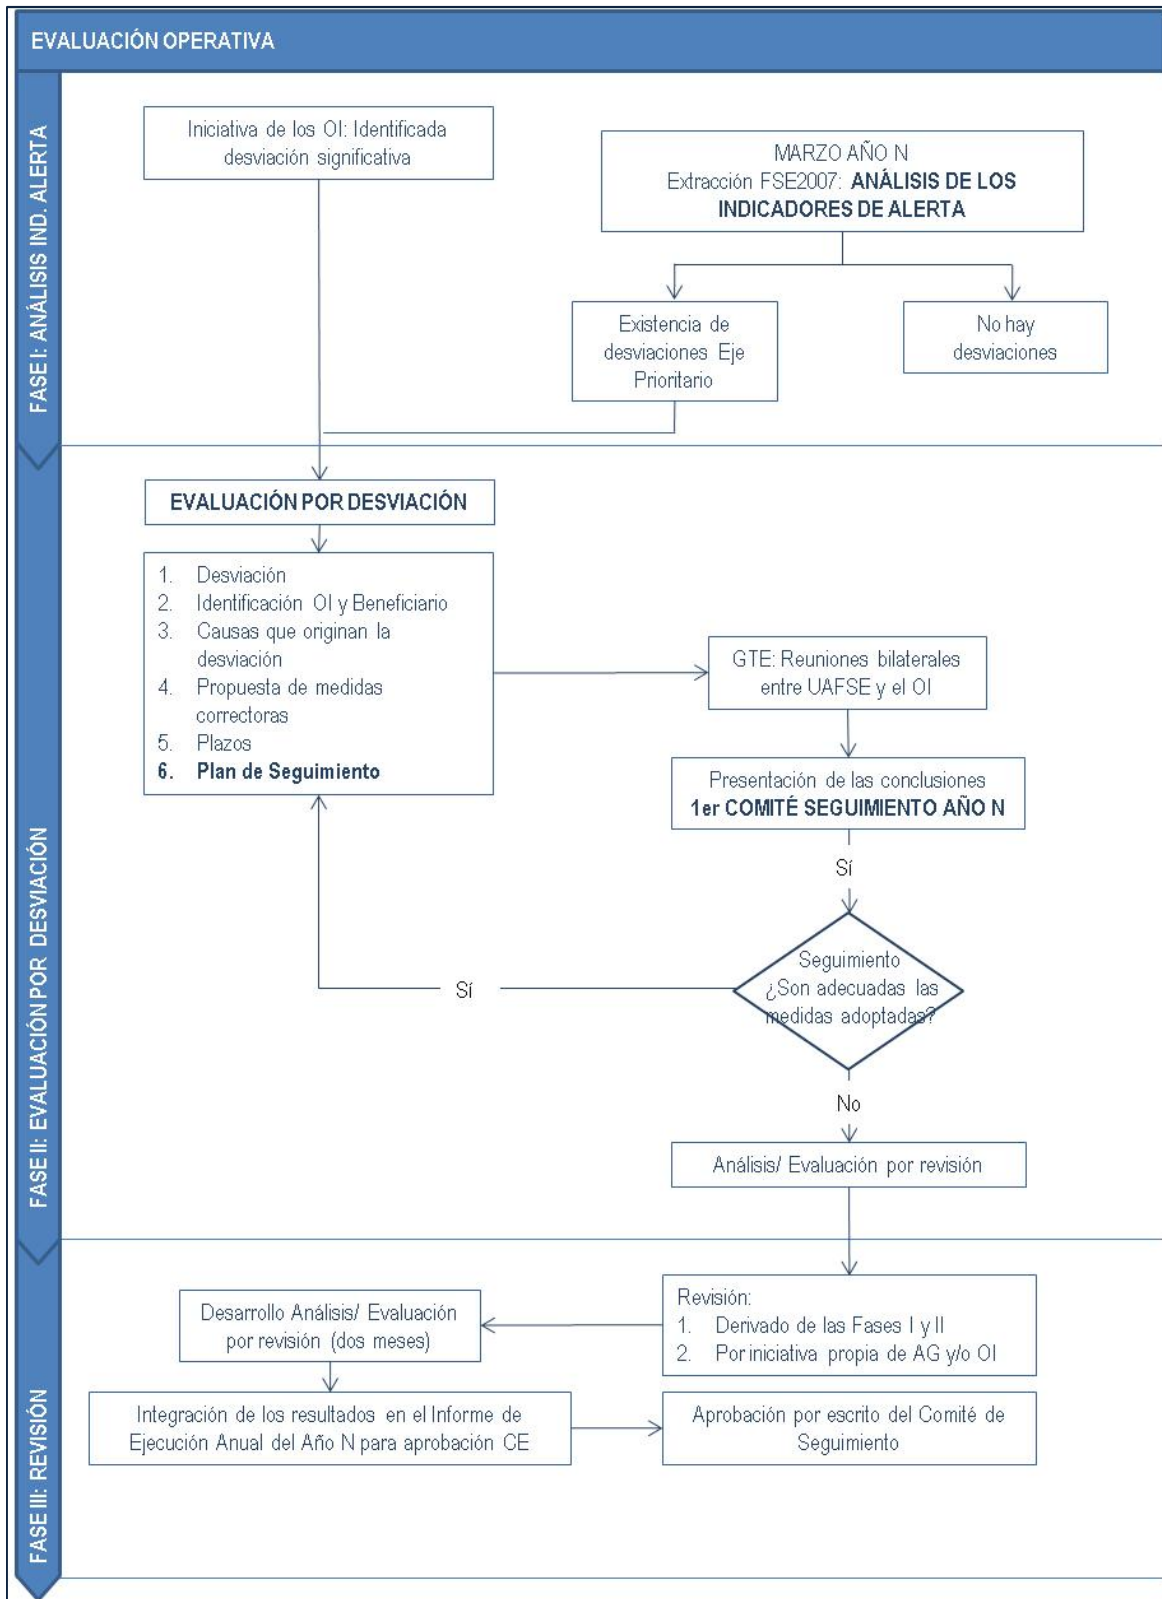 EVALUACIÓN OPERATIVA
FASE I: ANÁLISIS IND. ALERTA
Iniciativa de los OI: Identificada
desviación significativa
MARZO AÑO N
Extracción FSE2007: ANÁLISIS DE LOS
INDICADORES DE ALERTA
Existencia de
desviaciones Eje
Prioritario
No hay
desviaciones
FASE II: EVALUACIÓN POR DESVIACIÓN
EVALUACIÓN POR DESVIACIÓN
1. Desviación
2. Identificación OI y Beneficiario
3. Causas que originan la
desviación
4. Propuesta de medidas
correctoras
5. Plazos
6. Plan de Seguimiento
GTE: Reuniones bilaterales
entre UAFSE y el OI
Presentación de las conclusiones
1er COMITÉ SEGUIMIENTO AÑO N
Sí
Seguimiento
¿Son adecuadas las
medidas adoptadas?
Sí
No
Análisis/ Evaluación por revisión
FASE III: REVISIÓN
Revisión:
1. Derivado de las Fases I y II
2. Por iniciativa propia de AG y/o OI
Desarrollo Análisis/ Evaluación
por revisión (dos meses)
Integración de los resultados en el Informe de
Ejecución Anual del Año N para aprobación CE
Aprobación por escrito del Comité de
Seguimiento